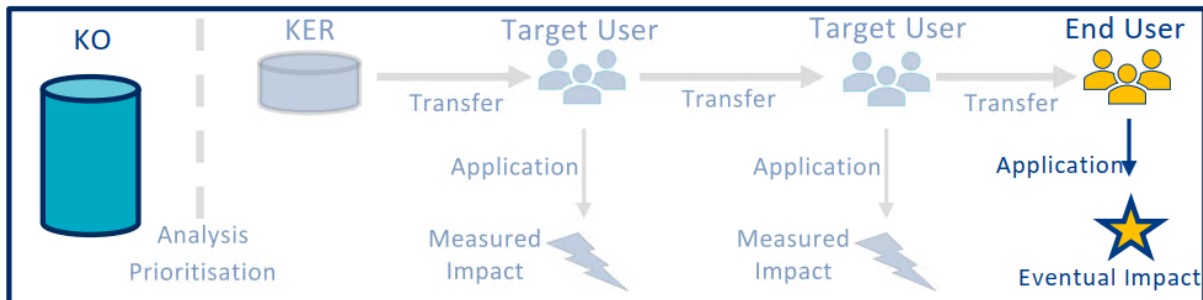 KO
KER
Target User
Target User
End User
Transfer
Transfer
Transfer
Application
Application
Application
Analysis
Prioritisation
Measured
Impact
Measured
Impact
Eventual Impact